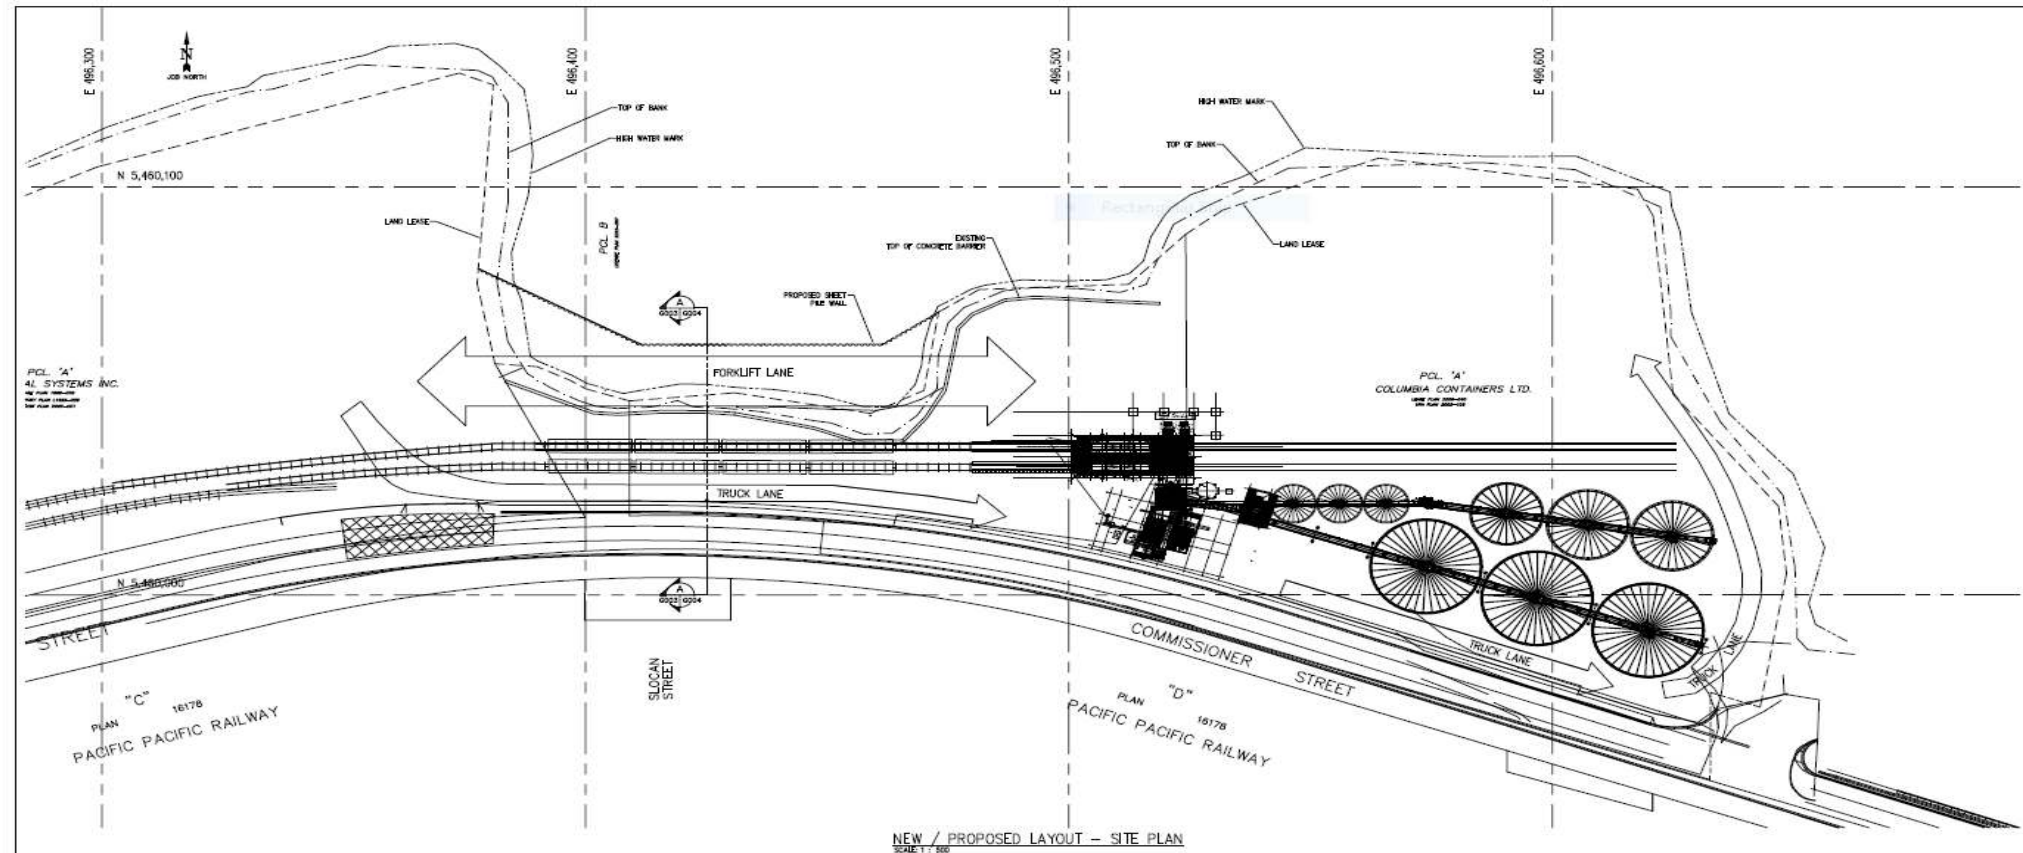 E 496,300
E 496,400
E 496,500
E 496,600
N
JOB NORTH
TOP OF BANK
HIGH WATER MARK
HIGH WATER MARK
TOP OF BANK
N 5,460,100
LAND LEASE
PCL. B
EXISTING
TOP OF CONCRETE BARRIER
LAND LEASE
PROPOSED SHEET
PILE WALL
A
G003 G004
FORKLIFT LANE
PCL. "A"
AL SYSTEMS INC.
PCL. "A"
COLUMBIA CONTAINERS LTD.
TRUCK LANE
N 5,460,000
A
G003 G004
STREET
COMMISSIONER STREET
TRUCK LANE
TRUCK LANE
SLOCAN
STREET
"C"
PLAN 16178
PACIFIC PACIFIC RAILWAY
"D"
PLAN 16178
PACIFIC PACIFIC RAILWAY
NEW / PROPOSED LAYOUT – SITE PLAN
SCALE: 1 : 500